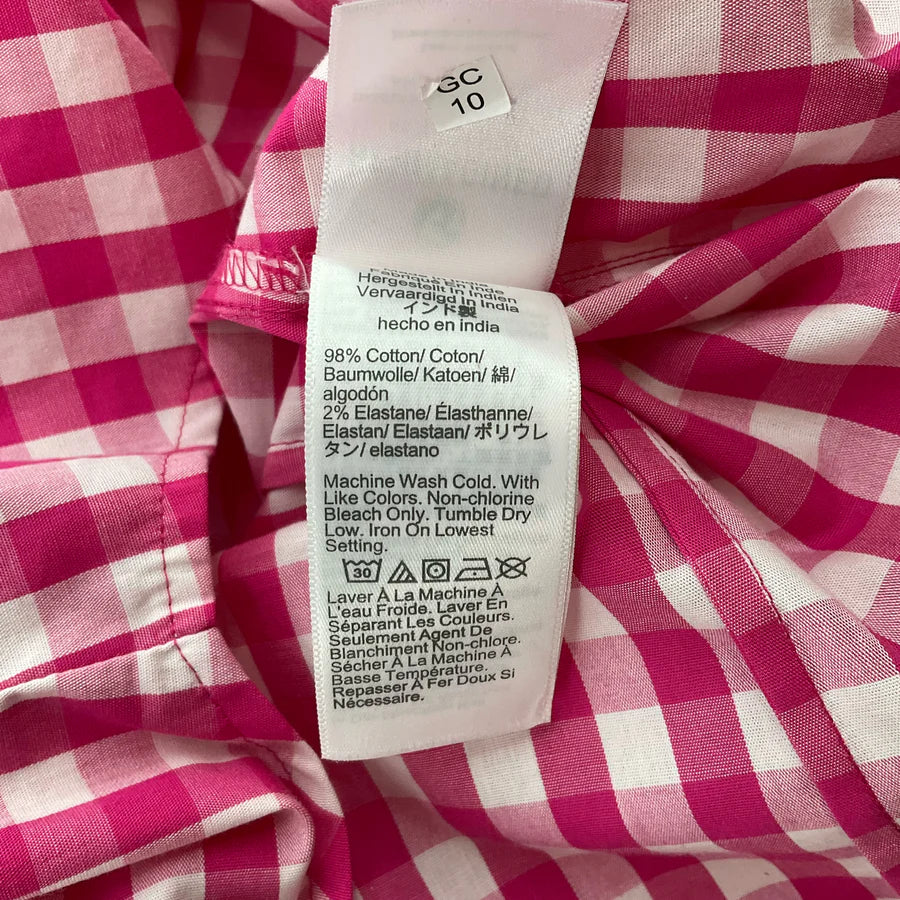 GC
10
Hergestellt in Indien
Vervaardigd in India
インド製
hecho en india
98% Cotton/ Coton/
Baumwolle/ Katoen/ 綿/
algodón
2% Elastane/ Élasthanne/
Elastan/ Elastaan/ ポリウレ
タン/ elastano
Machine Wash Cold. With
Like Colors. Non-chlorine
Bleach Only. Tumble Dry
Low. Iron On Lowest
Setting.
30
Laver À La Machine À
L'eau Froide. Laver En
Séparant Les Couleurs.
Seulement Agent De
Blanchiment Non-chlore.
Sécher À La Machine À
Basse Température.
Repasser À Fer Doux Si
Nécessaire.